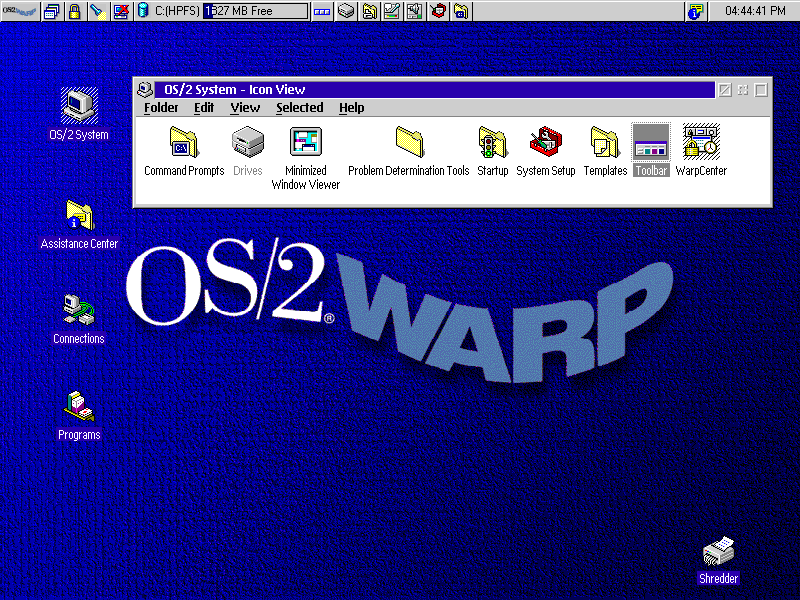 OS/2 WARP
C:(HPFS) 1327 MB Free
04:44:41 PM
OS/2 System - Icon View
Folder Edit View Selected Help
OS/2 System
C:\
Command Prompts
Drives
Minimized
Window Viewer
Problem Determination Tools
Startup
System Setup
Templates
Toolbar
WarpCenter
Assistance Center
OS/2® WARP
Connections
Programs
Shredder